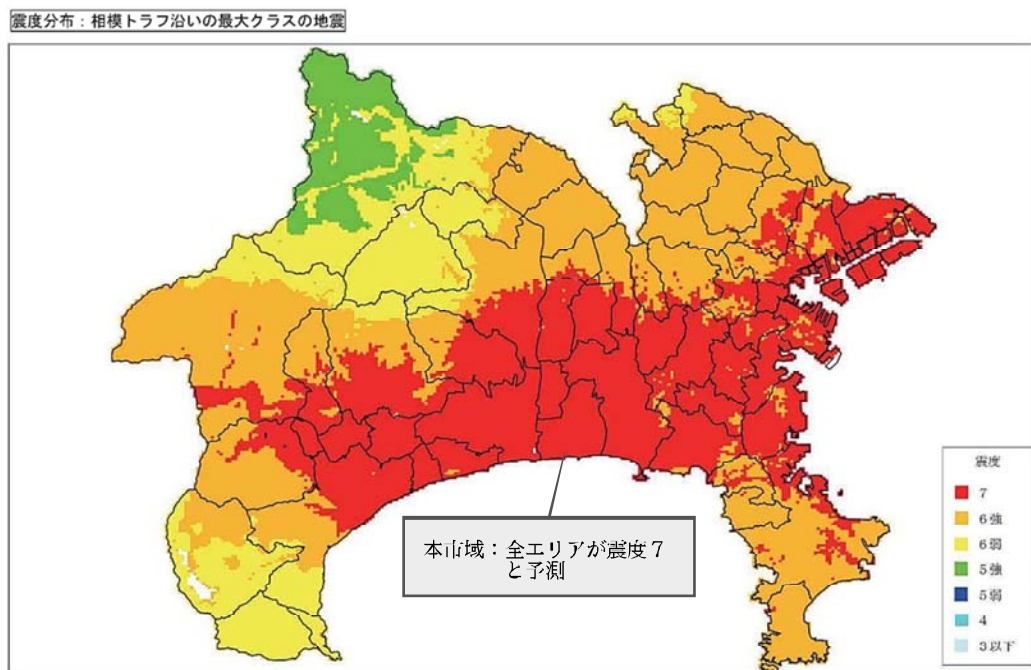 震度分布：相模トラフ沿いの最大クラスの地震
本市域：全エリアが震度７
と予測
震度
7
6強
6弱
5強
5弱
4
3以下